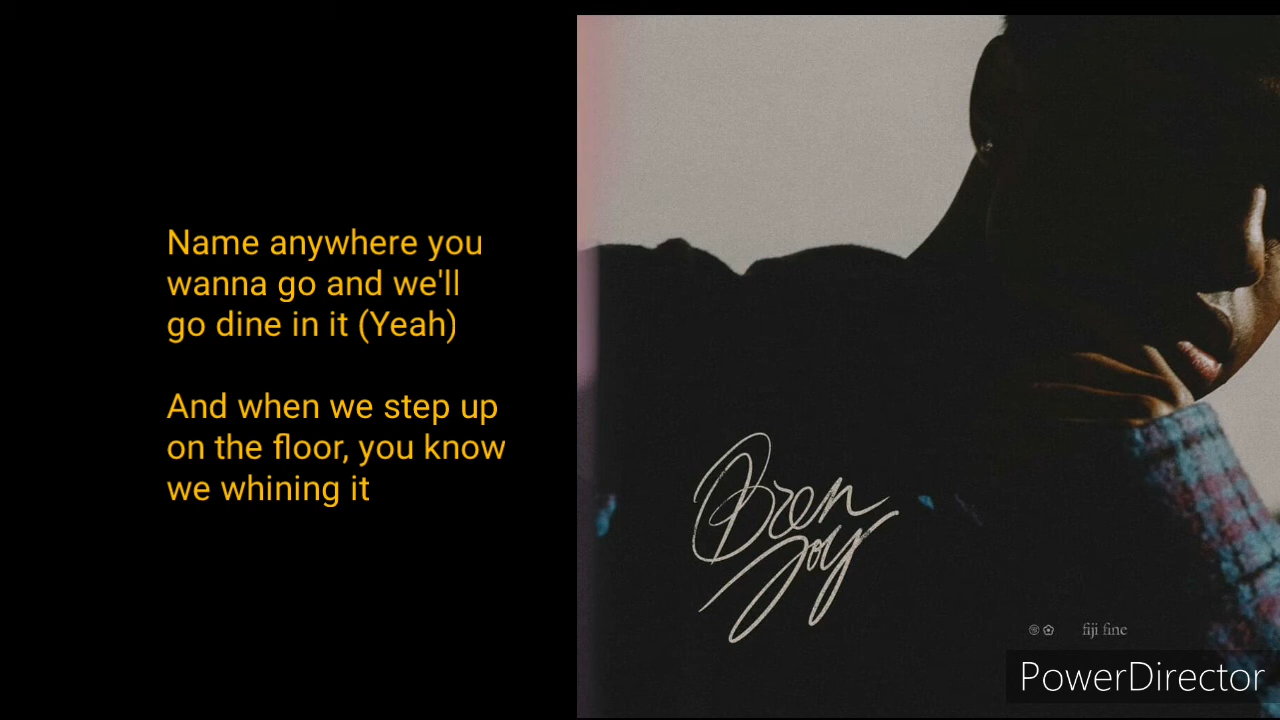 Name anywhere you
wanna go and we'll
go dine in it (Yeah)
And when we step up
on the floor, you know
we whining it
Bren
Joy
fiji fine
PowerDirector